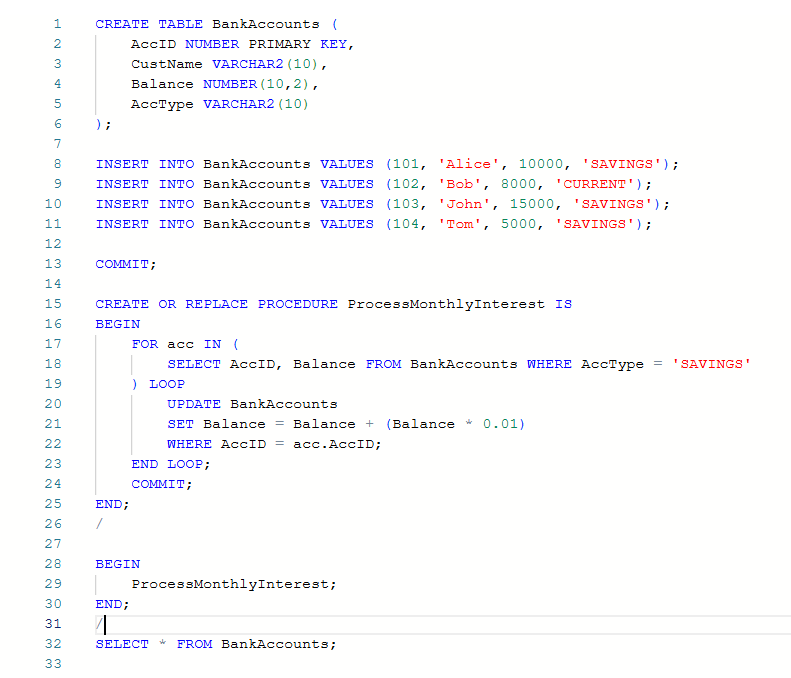 1 CREATE TABLE BankAccounts (
2     AccID NUMBER PRIMARY KEY,
3     CustName VARCHAR2(10),
4     Balance NUMBER(10,2),
5     AccType VARCHAR2(10)
6 );
7
8 INSERT INTO BankAccounts VALUES (101, 'Alice', 10000, 'SAVINGS');
9 INSERT INTO BankAccounts VALUES (102, 'Bob', 8000, 'CURRENT');
10 INSERT INTO BankAccounts VALUES (103, 'John', 15000, 'SAVINGS');
11 INSERT INTO BankAccounts VALUES (104, 'Tom', 5000, 'SAVINGS');
12
13 COMMIT;
14
15 CREATE OR REPLACE PROCEDURE ProcessMonthlyInterest IS
16 BEGIN
17     FOR acc IN (
18         SELECT AccID, Balance FROM BankAccounts WHERE AccType = 'SAVINGS'
19     ) LOOP
20         UPDATE BankAccounts
21         SET Balance = Balance + (Balance * 0.01)
22         WHERE AccID = acc.AccID;
23     END LOOP;
24     COMMIT;
25 END;
26 /
27
28 BEGIN
29     ProcessMonthlyInterest;
30 END;
31 /
32 SELECT * FROM BankAccounts;
33